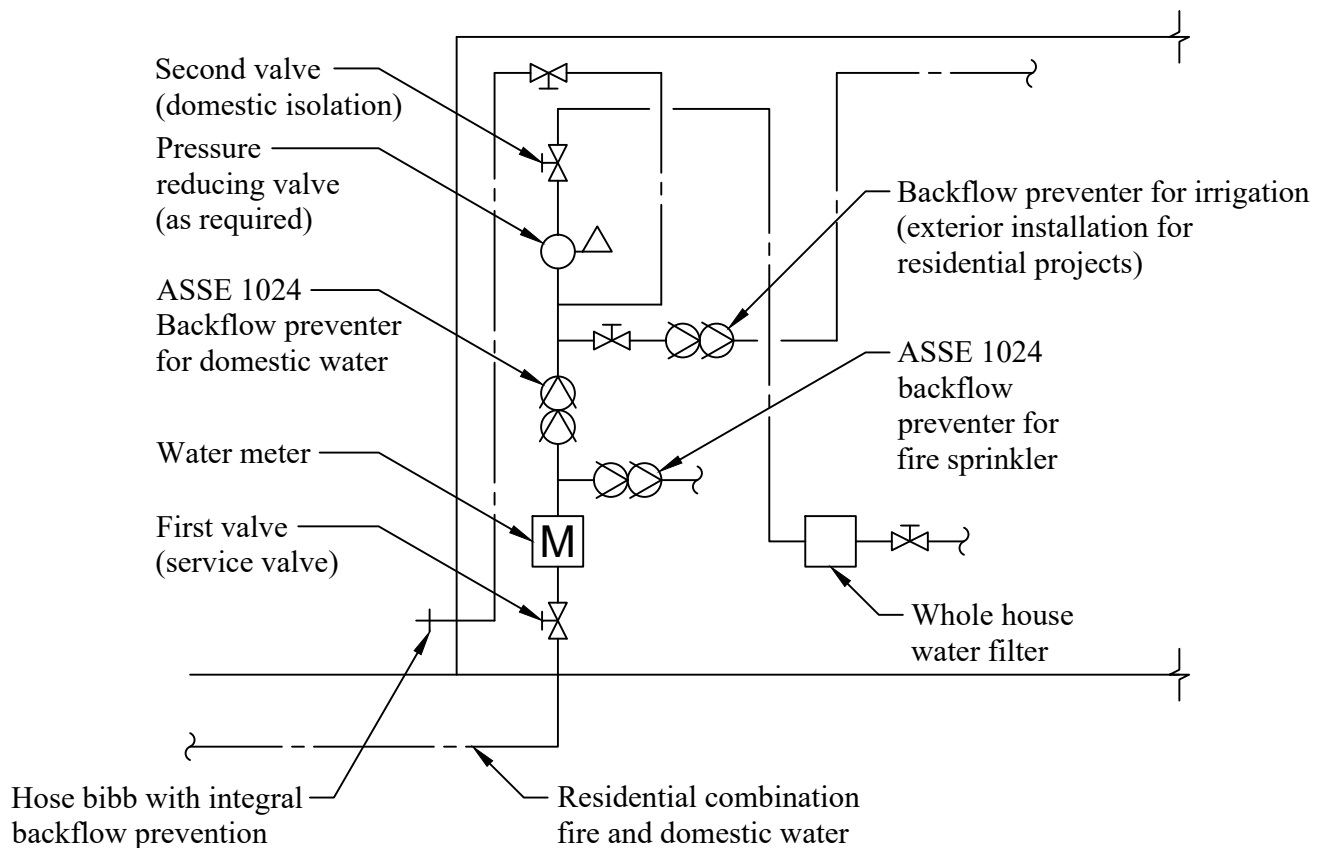 Second valve
(domestic isolation)
Pressure
reducing valve
(as required)
ASSE 1024
Backflow preventer
for domestic water
Water meter
First valve
(service valve)
Hose bibb with integral
backflow prevention
M
Backflow preventer for irrigation
(exterior installation for
residential projects)
ASSE 1024
backflow
preventer for
fire sprinkler
Whole house
water filter
Residential combination
fire and domestic water